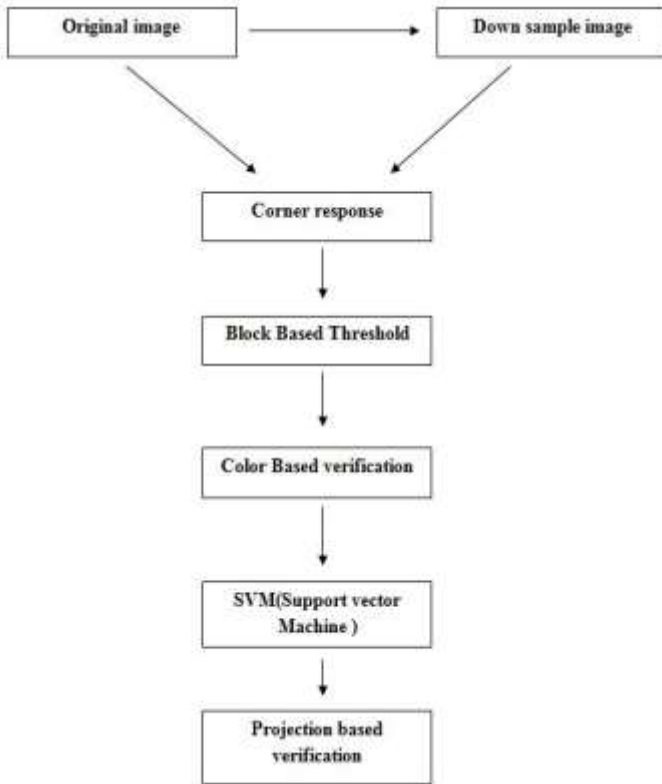 Original image
Down sample image
Corner response
Block Based Threshold
Color Based verification
SVM(Support vector
Machine )
Projection based
verification